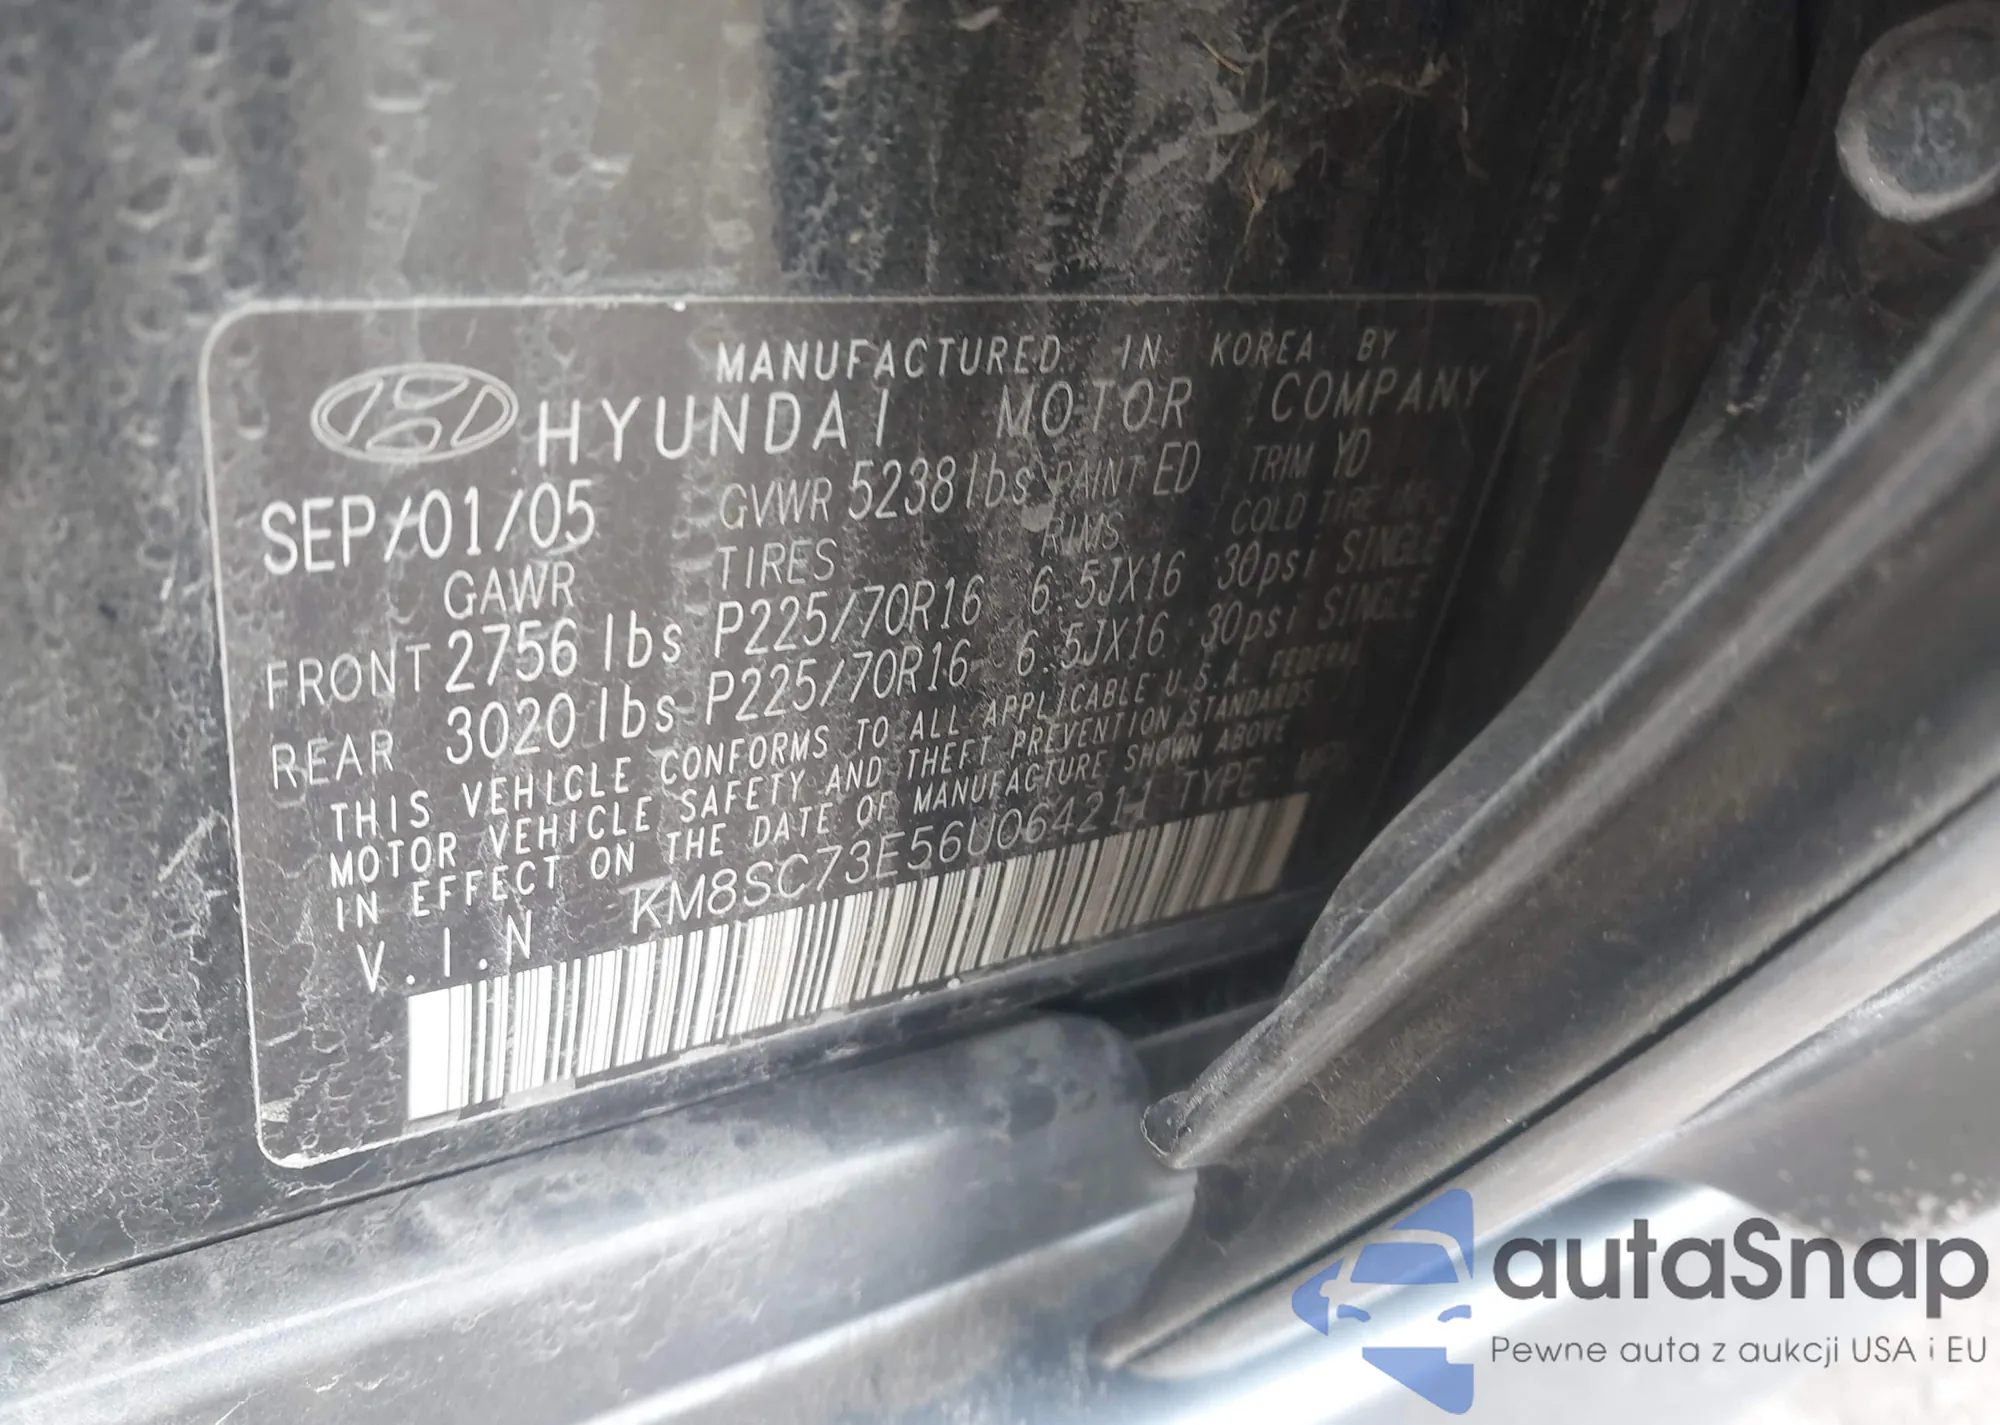 MANUFACTURED IN KOREA BY
HYUNDAI MOTOR COMPANY
SEP/01/05 GVWR 5238lbs PAINT ED TRIM YD
GAWR TIRES RIMS COLD TIRE INFL
FRONT 2756 lbs P225/70R16 6.5JX16 30psi SINGLE
REAR 3020 lbs P225/70R16 6.5JX16 30psi SINGLE
THIS VEHICLE CONFORMS TO ALL APPLICABLE U.S.A. FEDERAL
MOTOR VEHICLE SAFETY AND THEFT PREVENTION STANDARDS
IN EFFECT ON THE DATE OF MANUFACTURE SHOWN ABOVE
V.I.N KM8SC73E56U064211 TYPE MPV
autaSnap
Pewne auta z aukcji USA i EU